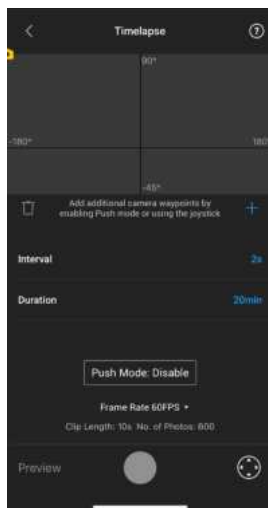 Timelapse
90°
-180°
180
-45°
Add additional camera waypoints by
enabling Push mode or using the joystick
Interval
2s
Duration
20min
Push Mode: Disable
Frame Rate 60FPS
Clip Length: 10s No. of Photos: 600
Preview